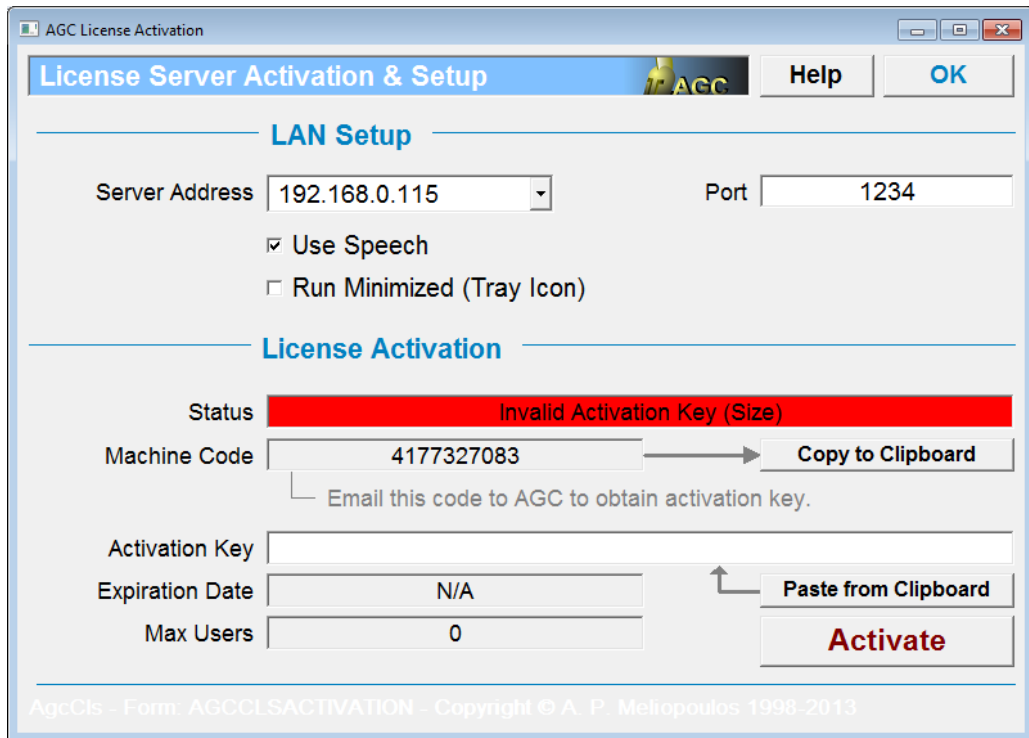 AGC License Activation
License Server Activation & Setup
AGC
Help
OK
LAN Setup
Server Address
192.168.0.115
Port
1234
Use Speech
Run Minimized (Tray Icon)
License Activation
Status
Invalid Activation Key (Size)
Machine Code
4177327083
Copy to Clipboard
Email this code to AGC to obtain activation key.
Activation Key
Expiration Date
N/A
Paste from Clipboard
Max Users
0
Activate
AgcCls - Form: AGCCLSACTIVATION - Copyright © A. P. Meliopoulos 1998-2013